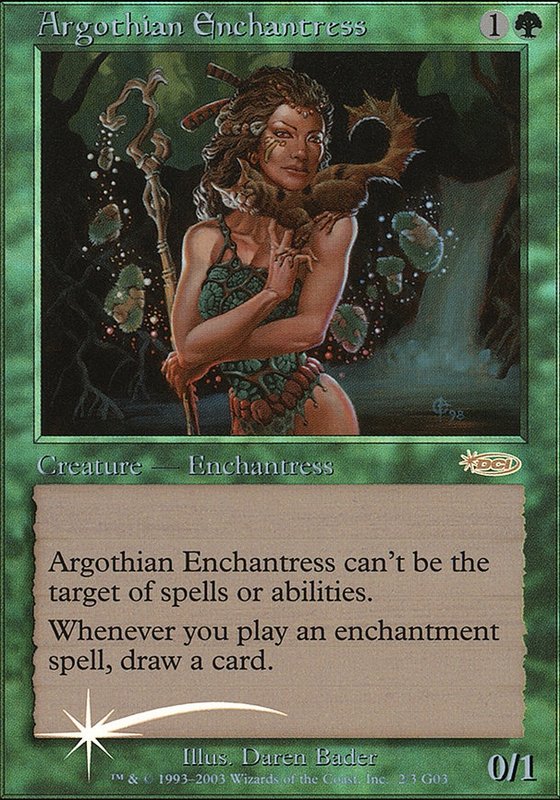 Argothian Enchantress 1
'98
Creature — Enchantress
DCI
Argothian Enchantress can't be the
target of spells or abilities.
Whenever you play an enchantment
spell, draw a card.
Illus. Daren Bader
™ & © 1993–2003 Wizards of the Coast, Inc. 2/3 G03
0/1